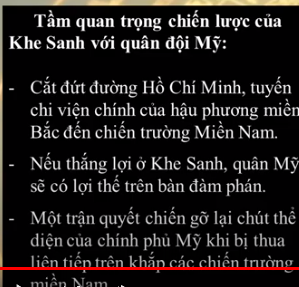 Tầm quan trọng chiến lược của
Khe Sanh với quân đội Mỹ:
- Cắt đứt đường Hồ Chí Minh, tuyến
chi viện chính của hậu phương miền
Bắc đến chiến trường Miền Nam.
- Nếu thắng lợi ở Khe Sanh, quân Mỹ
sẽ có lợi thế trên bàn đàm phán.
- Một trận quyết chiến gỡ lại chút thể
diện của chính phủ Mỹ khi bị thua
liên tiếp trên khắp các chiến trường
miền Nam